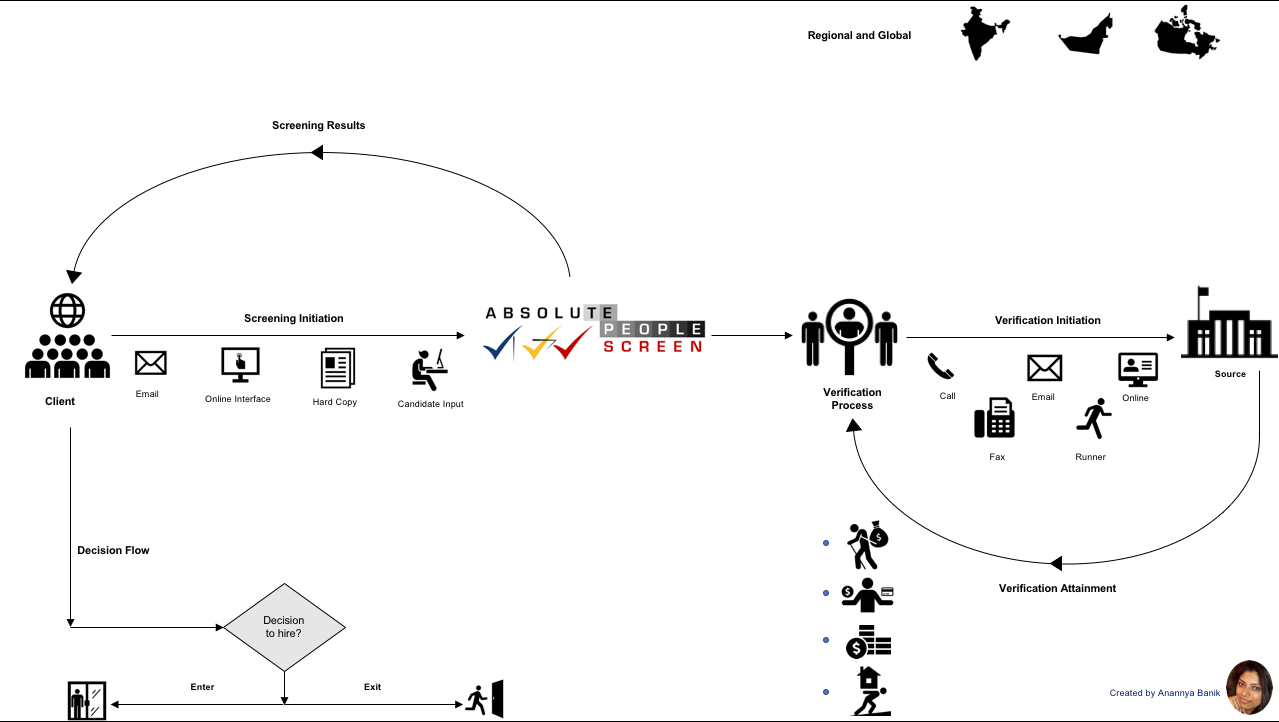 Regional and Global
Screening Results
Screening Initiation
ABSOLUTE
PEOPLE
SCREEN
Verification Initiation
Email
Online Interface
Hard Copy
Candidate Input
Client
Verification
Process
Call
Email
Online
Source
Fax
Runner
Decision Flow
Verification Attainment
Decision
to hire?
Enter
Exit
$
$
$
Created by Anannya Banik